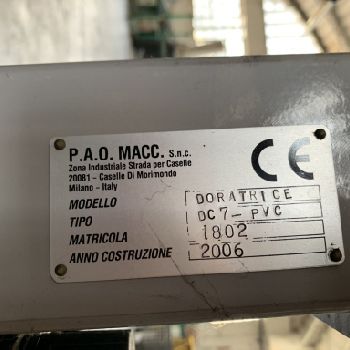 P.A.O. MACC. S.n.c.
Zona Industriale Strada per Caselle
20081 - Caselle Di Morimondo
Milano - Italy
CE
MODELLO DORATRICE
TIPO DC7-PVC
MATRICOLA 1802
ANNO COSTRUZIONE 2006